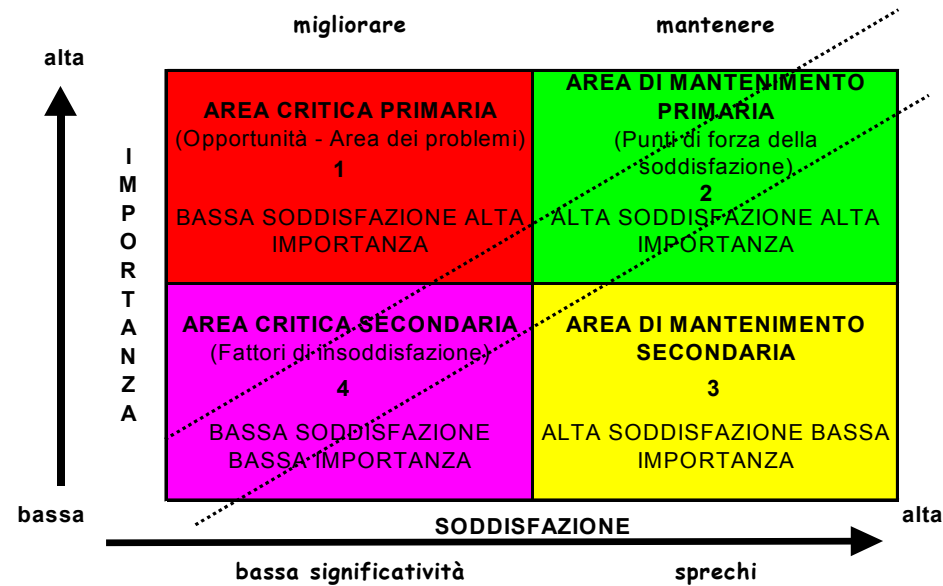 migliorare
mantenere
alta
IMPORTANZA
AREA CRITICA PRIMARIA
(Opportunità - Area dei problemi)
1
BASSA SODDISFAZIONE ALTA
IMPORTANZA
AREA DI MANTENIMENTO
PRIMARIA
(Punti di forza della
soddisfazione)
2
ALTA SODDISFAZIONE ALTA
IMPORTANZA
AREA CRITICA SECONDARIA
(Fattori di insoddisfazione)
4
BASSA SODDISFAZIONE
BASSA IMPORTANZA
AREA DI MANTENIMENTO
SECONDARIA
3
ALTA SODDISFAZIONE BASSA
IMPORTANZA
bassa
SODDISFAZIONE
alta
bassa significatività
sprechi